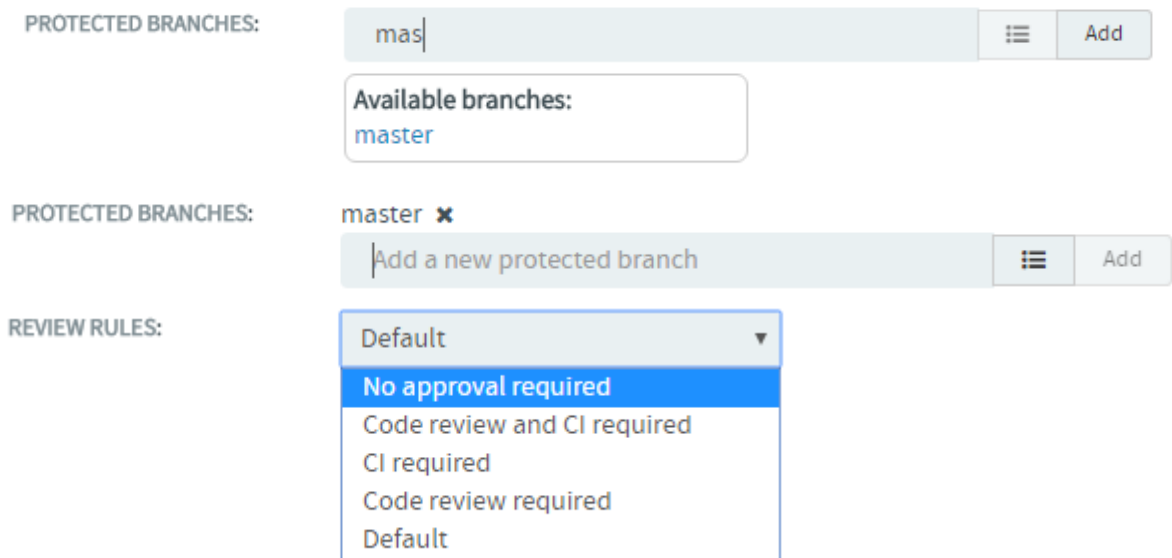 PROTECTED BRANCHES: mas Add
Available branches:
master
PROTECTED BRANCHES: master ✖
Add a new protected branch Add
REVIEW RULES: Default ▼
No approval required
Code review and CI required
CI required
Code review required
Default